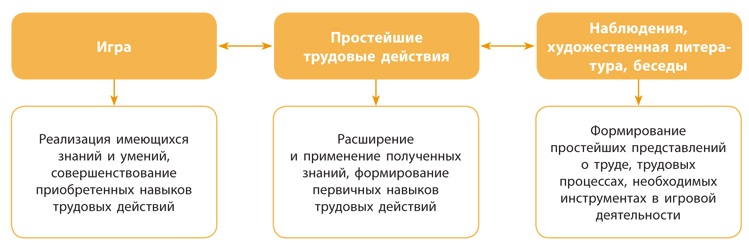 Игра
Простейшие
трудовые действия
Наблюдения,
художественная литера-
тура, беседы
Реализация имеющихся
знаний и умений,
совершенствование
приобретенных навыков
трудовых действий
Расширение
и применение полученных
знаний, формирование
первичных навыков
трудовых действий
Формирование
простейших представлений
о труде, трудовых
процессах, необходимых
инструментах в игровой
деятельности